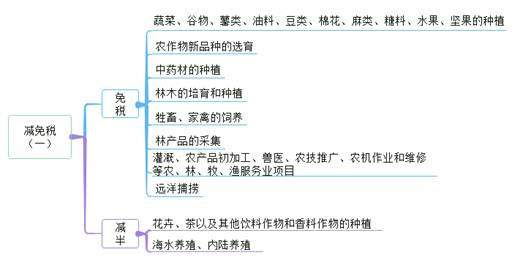 减免税
（一）
免
税
蔬菜、谷物、薯类、油料、豆类、棉花、麻类、糖料、水果、坚果的种植
农作物新品种的选育
中药材的种植
林木的培育和种植
牲畜、家禽的饲养
林产品的采集
灌溉、农产品初加工、兽医、农技推广、农机作业和维修
等农、林、牧、渔服务业项目
远洋捕捞
减
半
花卉、茶以及其他饮料作物和香料作物的种植
海水养殖、内陆养殖